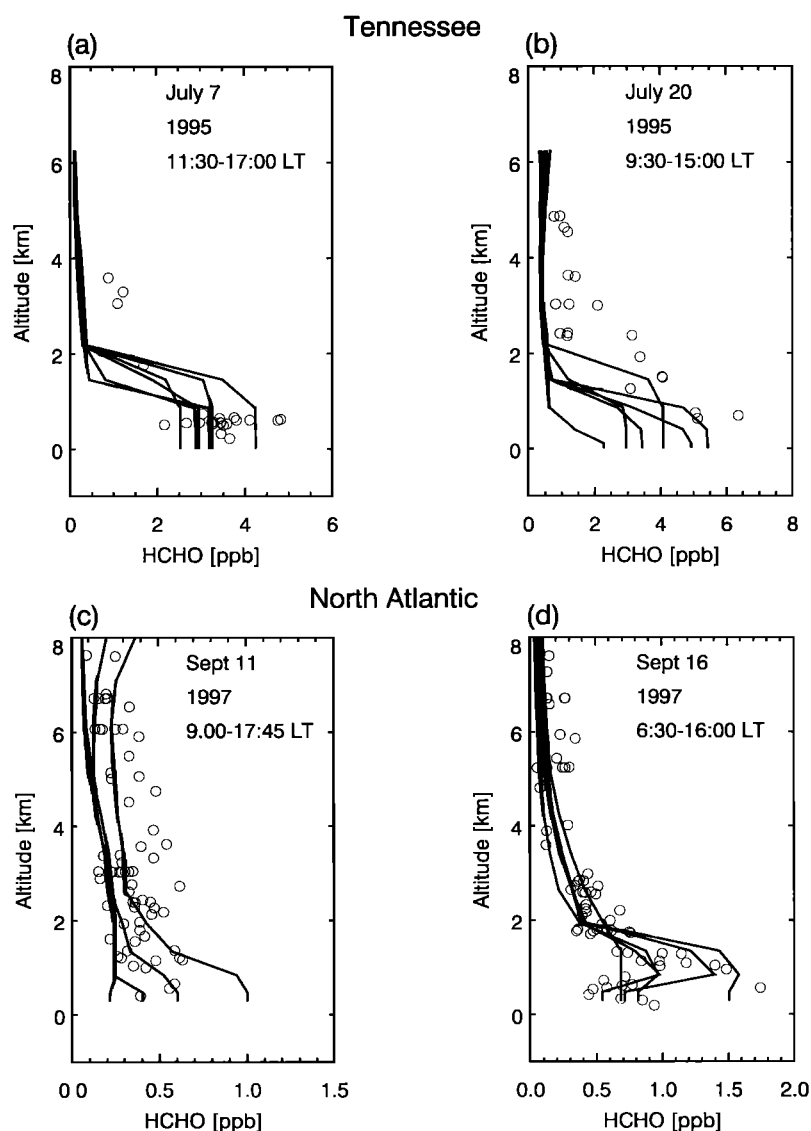 Tennessee
(a)
8
6
4
2
0
Altitude [km]
July 7
1995
11:30-17:00 LT
0 2 4 6
HCHO [ppb]
(b)
8
6
4
2
0
Altitude [km]
July 20
1995
9:30-15:00 LT
0 2 4 6 8
HCHO [ppb]
North Atlantic
(c)
8
6
4
2
0
Altitude [km]
Sept 11
1997
9.00-17:45 LT
0 0 0.5 1.0 1.5
HCHO [ppb]
(d)
8
6
4
2
0
Altitude [km]
Sept 16
1997
6:30-16:00 LT
0.0 0.5 1.0 1.5 2.0
HCHO [ppb]